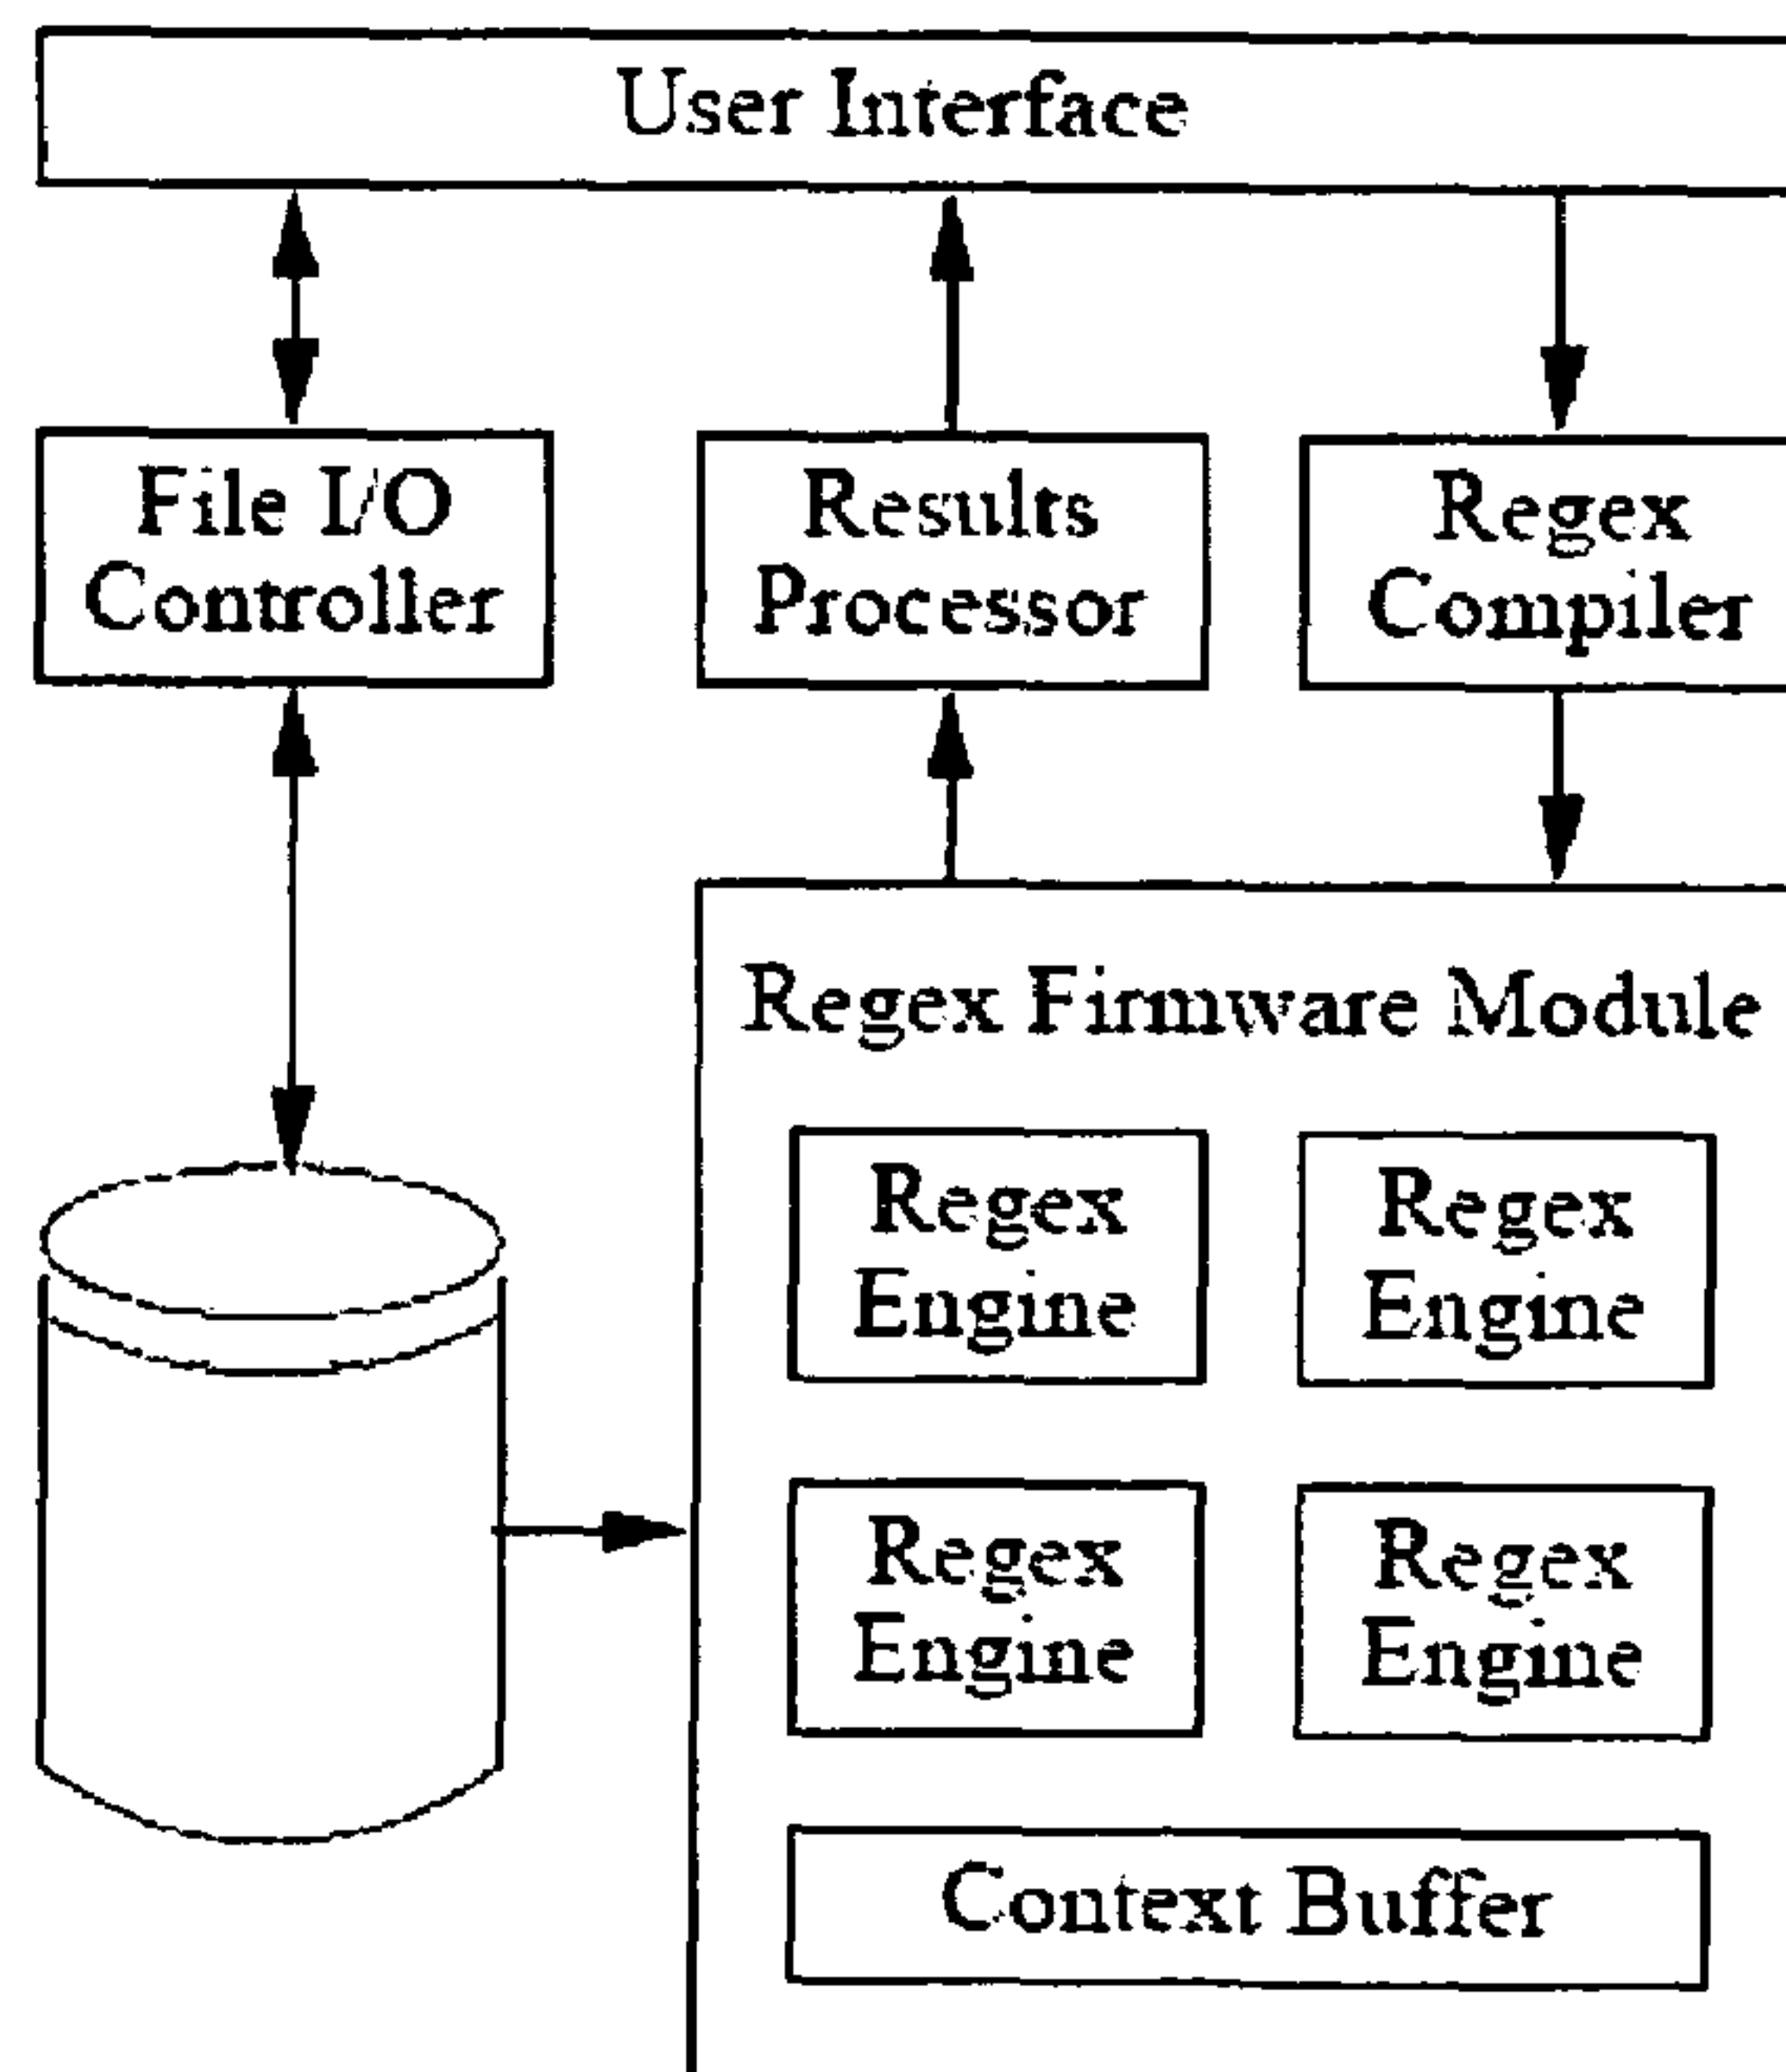 User Interface
File I/O
Controller
Results
Processor
Regex
Compiler
Regex Firmware Module
Regex
Engine
Regex
Engine
Regex
Engine
Regex
Engine
Context Buffer